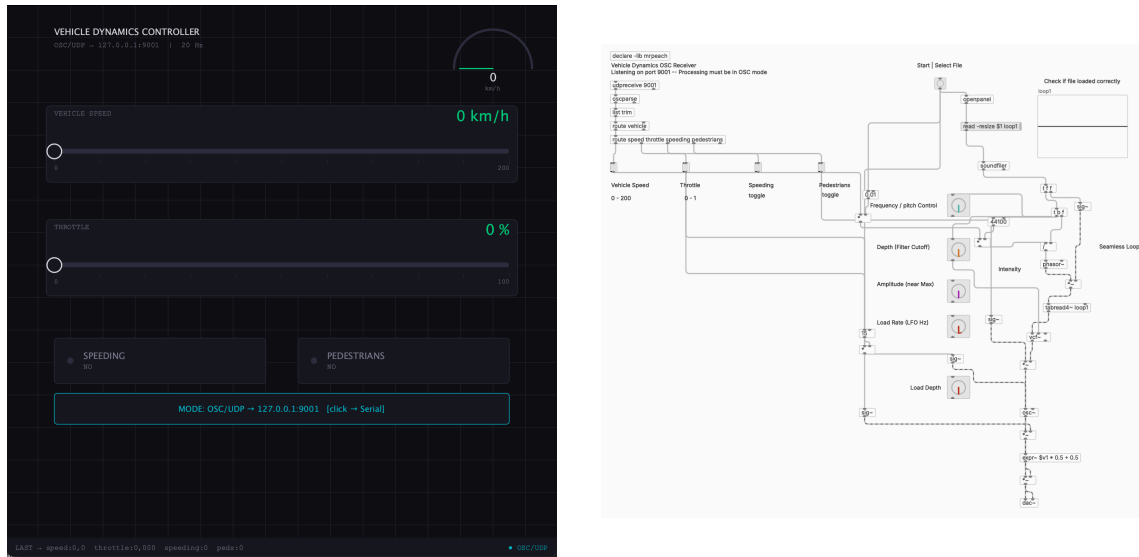 VEHICLE DYNAMICS CONTROLLER
OSC/UDP → 127.0.0.1:9001 | 20 Hz
0
km/h
VEHICLE SPEED
0 km/h
0
200
THROTTLE
0 %
0
100
SPEEDING
NO
PEDESTRIANS
NO
MODE: OSC/UDP → 127.0.0.1:9001 [click → Serial]
LAST → speed:0,0 throttle:0,000 speeding:0 peds:0
● OSC/UDP
declare -lib mrpeach
Vehicle Dynamics OSC Receiver
Listening on port 9001 -- Processing must be in OSC mode
udpreceive 9001
oscparse
list trim
route vehicle
route speed throttle speeding pedestrians
Vehicle Speed
0 - 200
Throttle
0 - 1
Speeding
toggle
Pedestrians
toggle
Start | Select File
openpanel
read -resize $1 loop1
soundfiler
Check if file loaded correctly
loop1
0.01
Frequency / pitch Control
44100
Depth (Filter Cutoff)
Intensity
Amplitude (near Max)
Load Rate (LFO Hz)
Load Depth
t f f
sig~
t b f
/
phasor~
*~
Seamless Loop
tabread4~ loop1
sig~
vcf~
*~
sig~
sig~
osc~
*~
expr~ $v1 * 0.5 + 0.5
*~
dac~